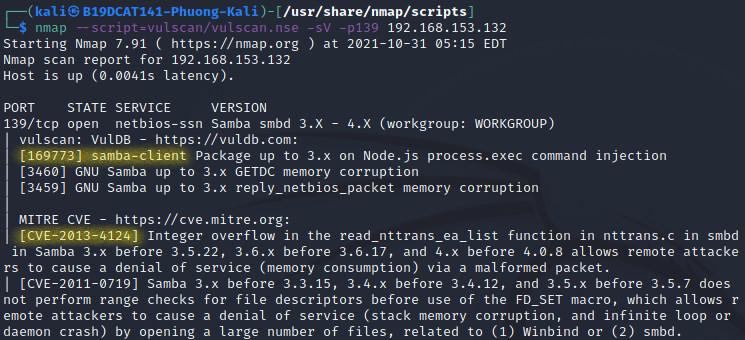 ┌──(kali㉿B19DCAT141-Phuong-Kali)-[/usr/share/nmap/scripts]
└─$ nmap --script=vulscan/vulscan.nse -sV -p139 192.168.153.132
Starting Nmap 7.91 ( https://nmap.org ) at 2021-10-31 05:15 EDT
Nmap scan report for 192.168.153.132
Host is up (0.0041s latency).

PORT    STATE SERVICE     VERSION
139/tcp open  netbios-ssn Samba smbd 3.X - 4.X (workgroup: WORKGROUP)
| vulscan: VulDB - https://vuldb.com:
| [169773] samba-client Package up to 3.x on Node.js process.exec command injection
| [3460] GNU Samba up to 3.x GETDC memory corruption
| [3459] GNU Samba up to 3.x reply_netbios_packet memory corruption
|
| MITRE CVE - https://cve.mitre.org:
| [CVE-2013-4124] Integer overflow in the read_nttrans_ea_list function in nttrans.c in smbd
 in Samba 3.x before 3.5.22, 3.6.x before 3.6.17, and 4.x before 4.0.8 allows remote attacke
rs to cause a denial of service (memory consumption) via a malformed packet.
| [CVE-2011-0719] Samba 3.x before 3.3.15, 3.4.x before 3.4.12, and 3.5.x before 3.5.7 does
not perform range checks for file descriptors before use of the FD_SET macro, which allows r
emote attackers to cause a denial of service (stack memory corruption, and infinite loop or
daemon crash) by opening a large number of files, related to (1) Winbind or (2) smbd.